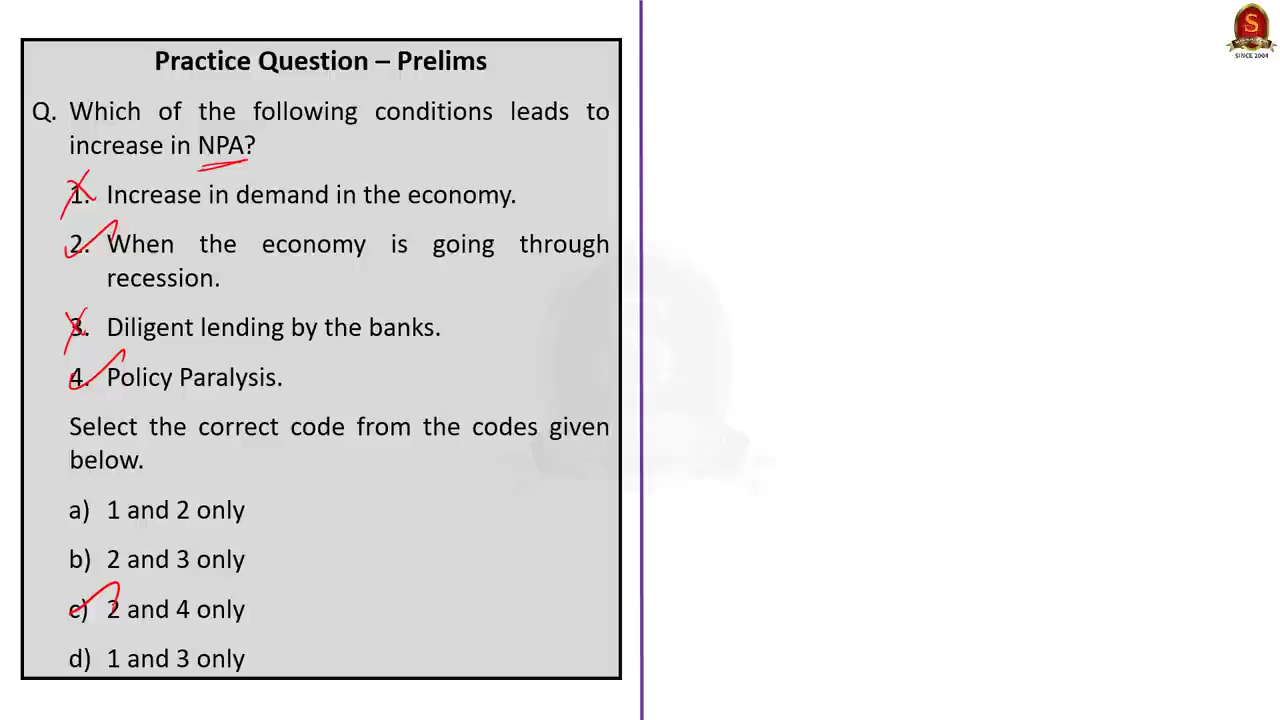 Practice Question – Prelims
Q. Which of the following conditions leads to
increase in NPA?
1. Increase in demand in the economy.
2. When the economy is going through
recession.
3. Diligent lending by the banks.
4. Policy Paralysis.
Select the correct code from the codes given
below.
a) 1 and 2 only
b) 2 and 3 only
c) 2 and 4 only
d) 1 and 3 only
S
SINCE 2004